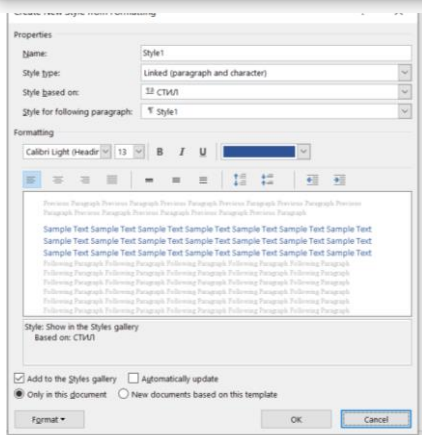 Create New Style from Formatting
Properties
Name: Style1
Style type: Linked (paragraph and character)
Style based on: СТИЛ
Style for following paragraph: ¶ Style1
Formatting
Calibri Light (Headir 13 B I U
Previous Paragraph Previous Paragraph Previous Paragraph Previous Paragraph Previous Paragraph Previous
Paragraph Previous Paragraph Previous Paragraph Previous Paragraph Previous Paragraph
Sample Text Sample Text Sample Text Sample Text Sample Text Sample Text Sample Text
Sample Text Sample Text Sample Text Sample Text Sample Text Sample Text Sample Text
Sample Text Sample Text Sample Text Sample Text Sample Text Sample Text Sample Text
Following Paragraph Following Paragraph Following Paragraph Following Paragraph Following Paragraph
Following Paragraph Following Paragraph Following Paragraph Following Paragraph Following Paragraph
Following Paragraph Following Paragraph Following Paragraph Following Paragraph Following Paragraph
Following Paragraph Following Paragraph Following Paragraph Following Paragraph Following Paragraph
Following Paragraph Following Paragraph Following Paragraph Following Paragraph Following Paragraph
Style: Show in the Styles gallery
Based on: СТИЛ
Add to the Styles gallery Automatically update
Only in this document New documents based on this template
Format OK Cancel